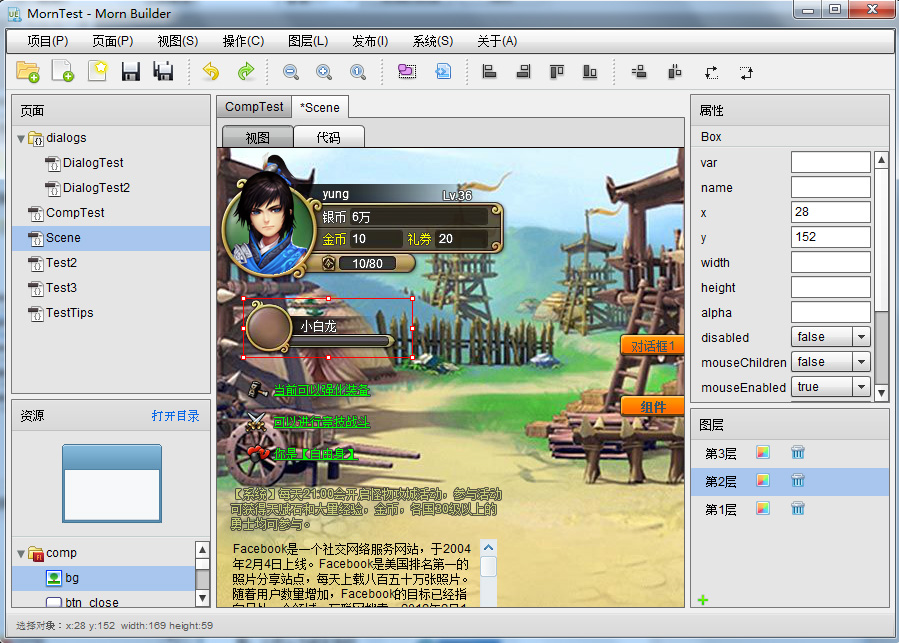 MornTest - Morn Builder
项目(P) 页面(P) 视图(S) 操作(C) 图层(L) 发布(I) 系统(S) 关于(A)
页面
dialogs
DialogTest
DialogTest2
CompTest
Scene
Test2
Test3
TestTips
资源 打开目录
comp
bg
btn_close
CompTest *Scene
视图 代码
yung Lv.36
银币 6万
金币 10 礼券 20
10/80
小白龙
对话框1
当前可以强化装备
组件
可以进行竞技战斗
你是【自由身】
【系统】每天21:00会开启怪物攻城活动，参与活动
可获得天赋石和大量经验，金币，各国30级以上的
勇士均可参与。
Facebook是一个社交网络服务网站，于2004
年2月4日上线。Facebook是美国排名第一的
照片分享站点，每天上载八百五十万张照片。
随着用户数量增加，Facebook的目标已经指
属性
Box
var
name
x 28
y 152
width
height
alpha
disabled false
mouseChildren false
mouseEnabled true
图层
第3层
第2层
第1层
选择对象：x:28 y:152 width:169 height:59